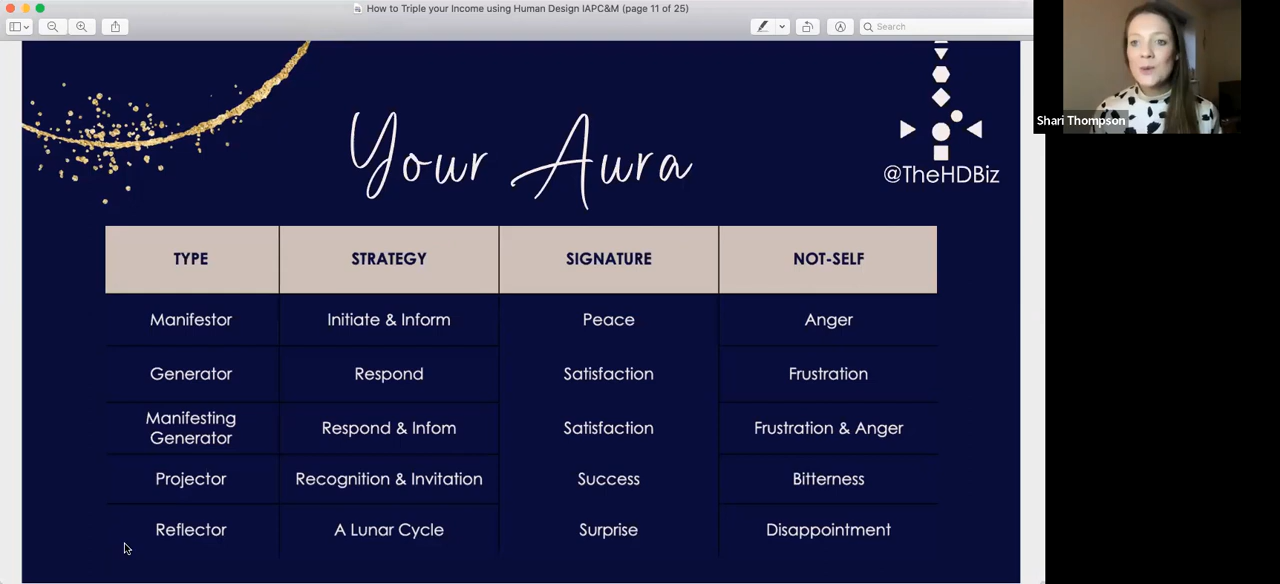 How to Triple your Income using Human Design IAPC&M (page 11 of 25)
Search
Shari Thompson
Your Aura
@TheHDBiz
TYPE STRATEGY SIGNATURE NOT-SELF
Manifestor Initiate & Inform Peace Anger
Generator Respond Satisfaction Frustration
Manifesting
Generator Respond & Infom Satisfaction Frustration & Anger
Projector Recognition & Invitation Success Bitterness
Reflector A Lunar Cycle Surprise Disappointment